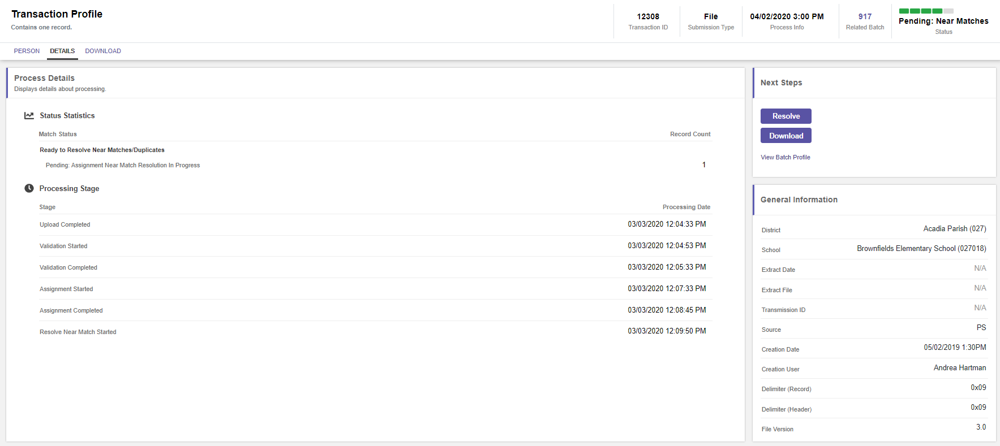 Transaction Profile
Contains one record.
12308
Transaction ID
File
Submission Type
04/02/2020 3:00 PM
Process Info
917
Related Batch
Pending: Near Matches
Status
PERSON DETAILS DOWNLOAD
Process Details
Displays details about processing.
Status Statistics
Match Status Record Count
Ready to Resolve Near Matches/Duplicates
Pending: Assignment Near Match Resolution In Progress 1
Processing Stage
Stage Processing Date
Upload Completed 03/03/2020 12:04:33 PM
Validation Started 03/03/2020 12:04:53 PM
Validation Completed 03/03/2020 12:05:33 PM
Assignment Started 03/03/2020 12:07:33 PM
Assignment Completed 03/03/2020 12:08:45 PM
Resolve Near Match Started 03/03/2020 12:09:50 PM
Next Steps
Resolve
Download
View Batch Profile
General Information
District Acadia Parish (027)
School Brownfields Elementary School (027018)
Extract Date N/A
Extract File N/A
Transmission ID N/A
Source PS
Creation Date 05/02/2019 1:30PM
Creation User Andrea Hartman
Delimiter (Record) 0x09
Delimiter (Header) 0x09
File Version 3.0